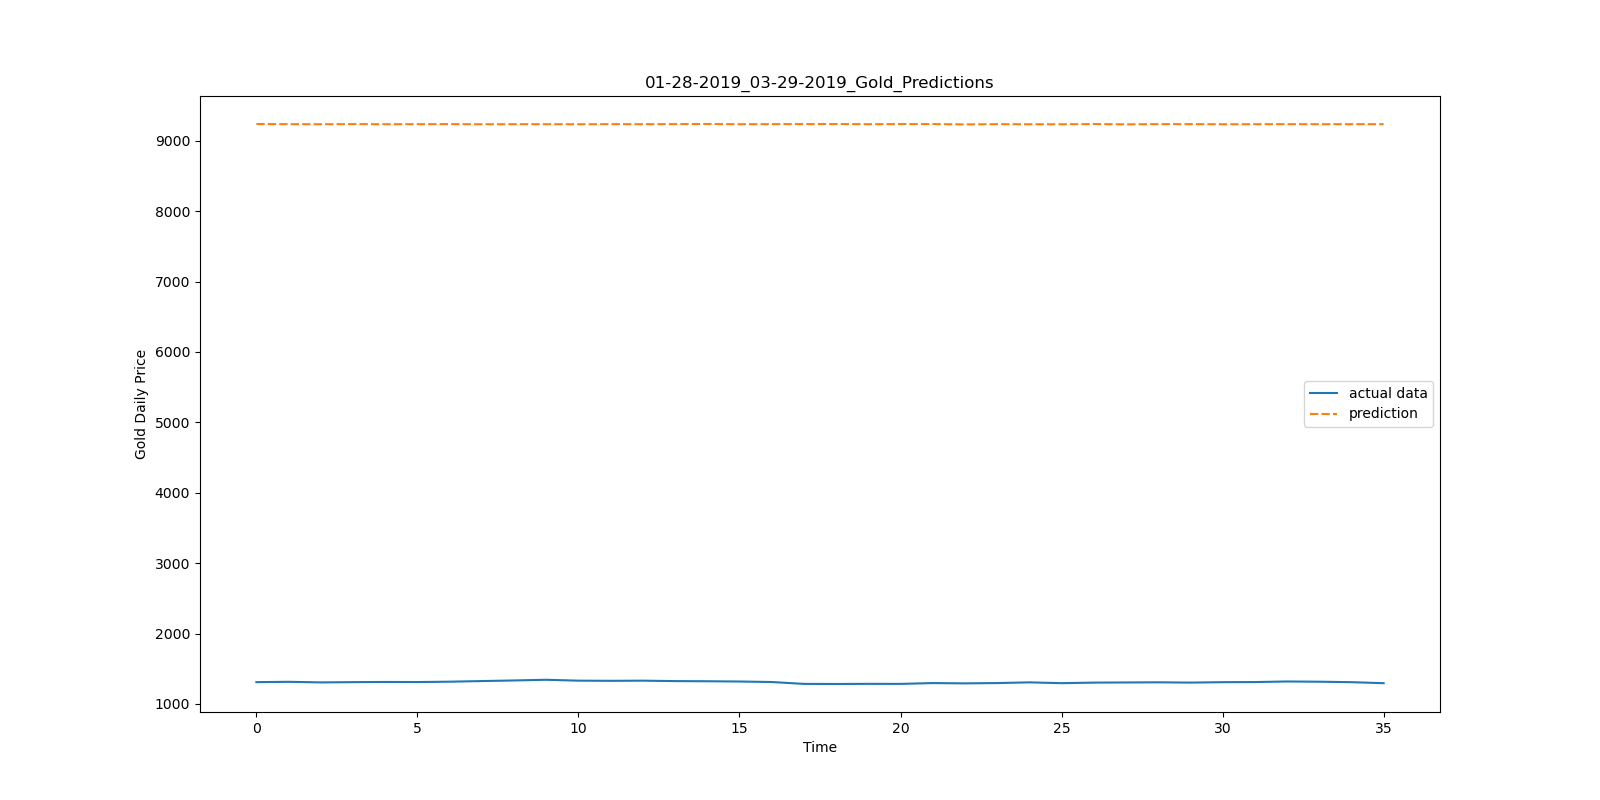 01-28-2019_03-29-2019_Gold_Predictions
9000
8000
7000
6000
5000
4000
3000
2000
1000
Gold Daily Price
actual data
prediction
0 5 10 15 20 25 30 35
Time